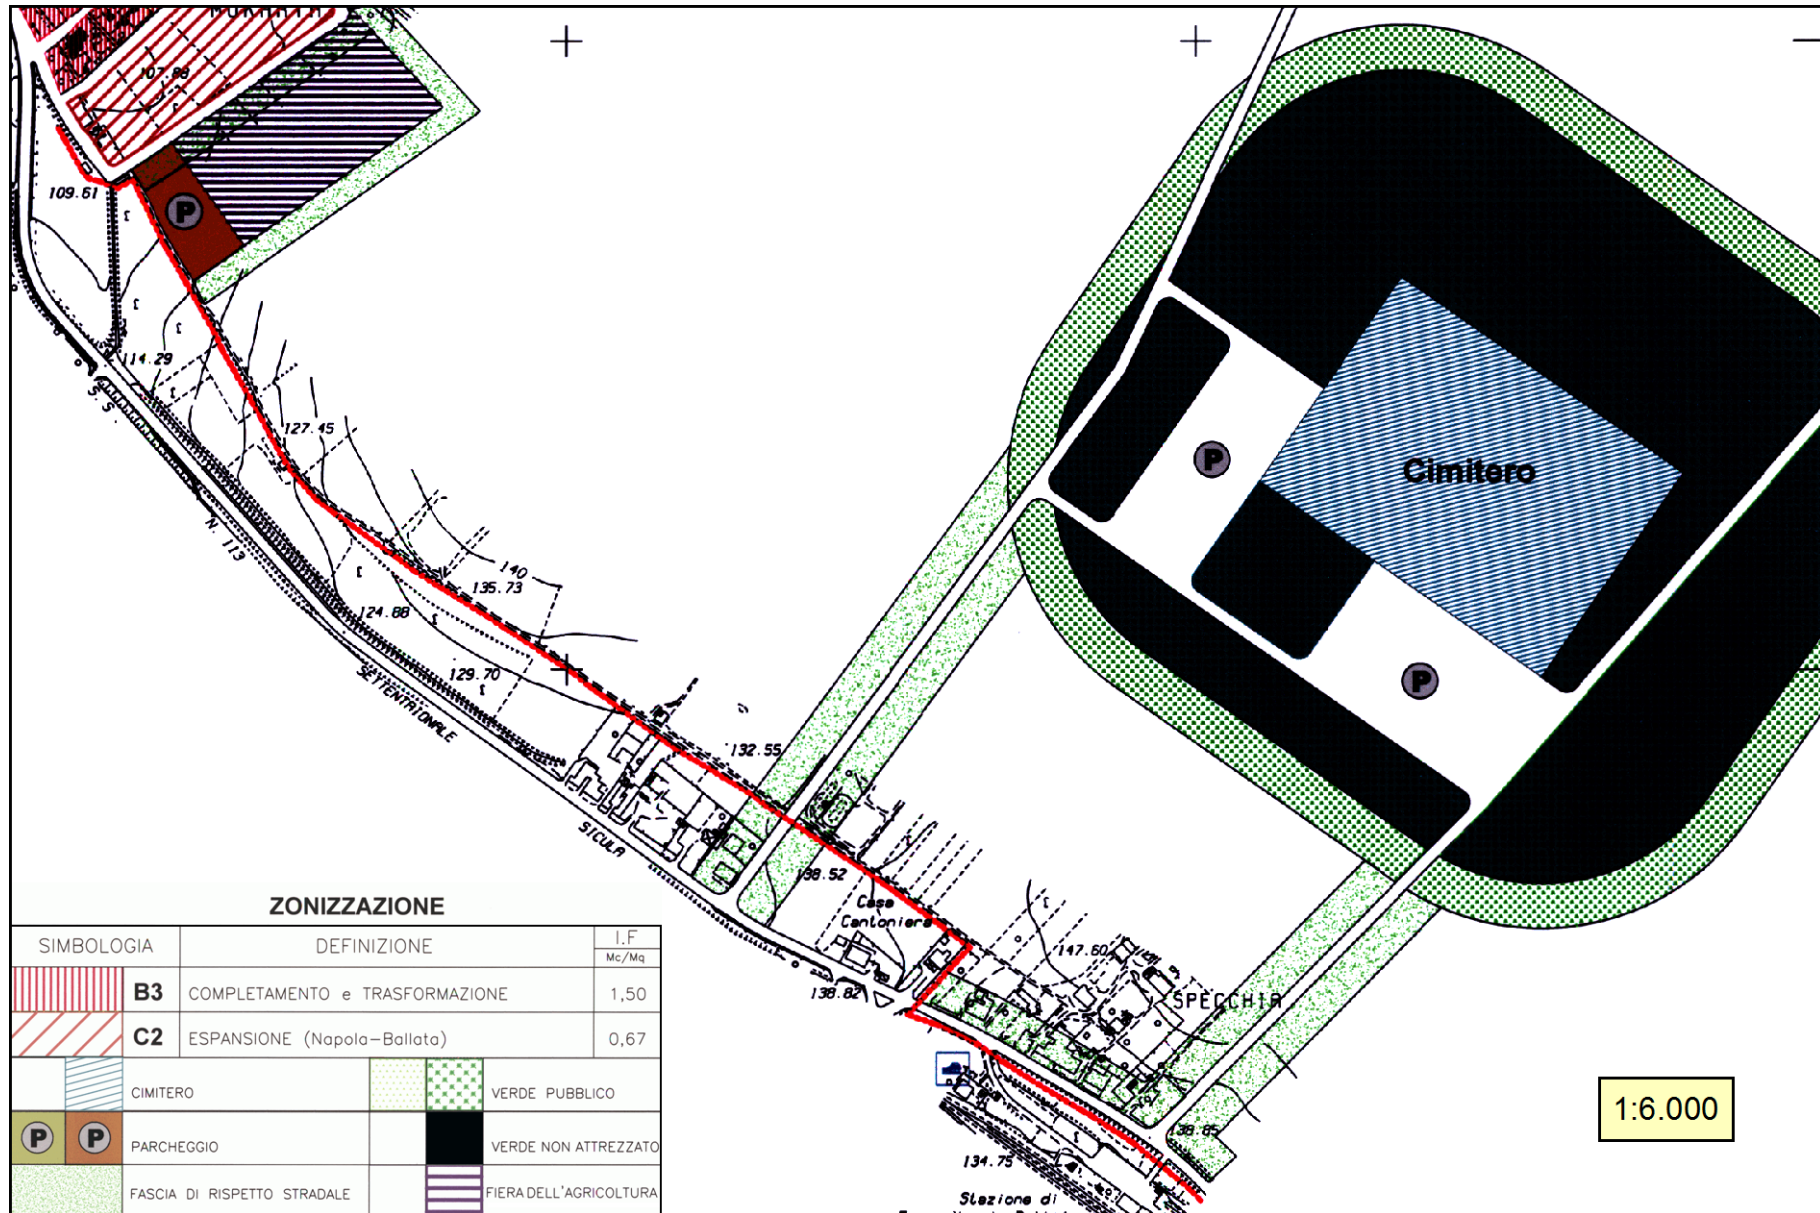 107.88
109.61
P
114.29
S.S.
127.45
N. 113
140
135.73
124.88
129.70
SETTENTRIONALE
132.55
SICULA
138.52
Casa
Cantoniera
138.82
147.60
SPECCHIA
134.75
Stazione di
P
Cimitero
P
1:6.000
ZONIZZAZIONE
SIMBOLOGIA DEFINIZIONE I.F
Mc/Mq
B3 COMPLETAMENTO e TRASFORMAZIONE 1,50
C2 ESPANSIONE (Napola-Ballata) 0,67
CIMITERO VERDE PUBBLICO
P P PARCHEGGIO VERDE NON ATTREZZATO
FASCIA DI RISPETTO STRADALE FIERA DELL'AGRICOLTURA